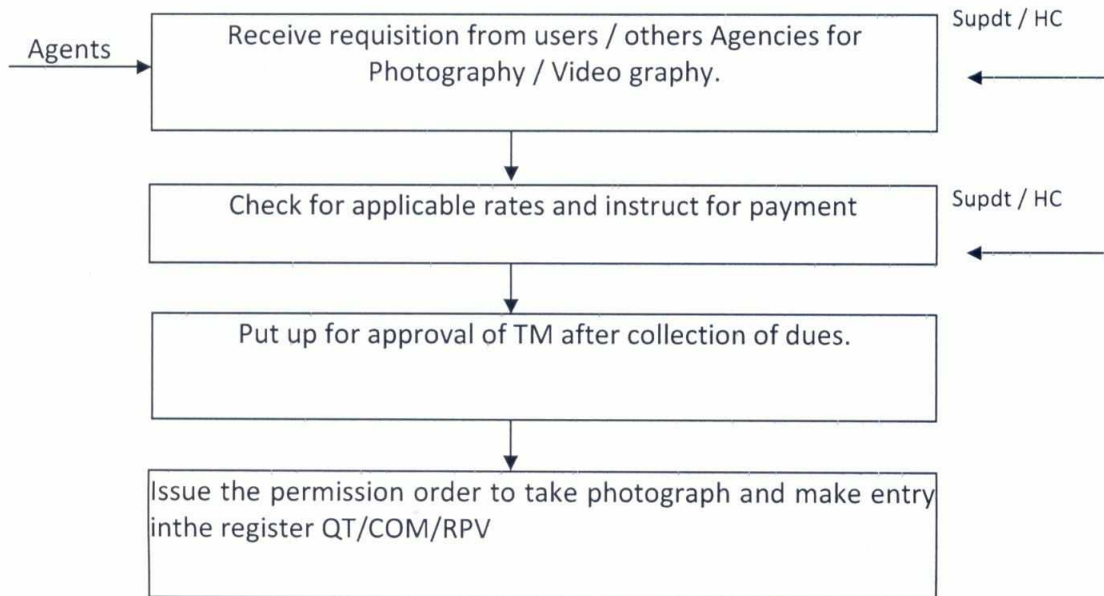 Supdt / HC
Agents
Receive requisition from users / others Agencies for
Photography / Video graphy.
Check for applicable rates and instruct for payment
Supdt / HC
Put up for approval of TM after collection of dues.
Issue the permission order to take photograph and make entry
inthe register QT/COM/RPV